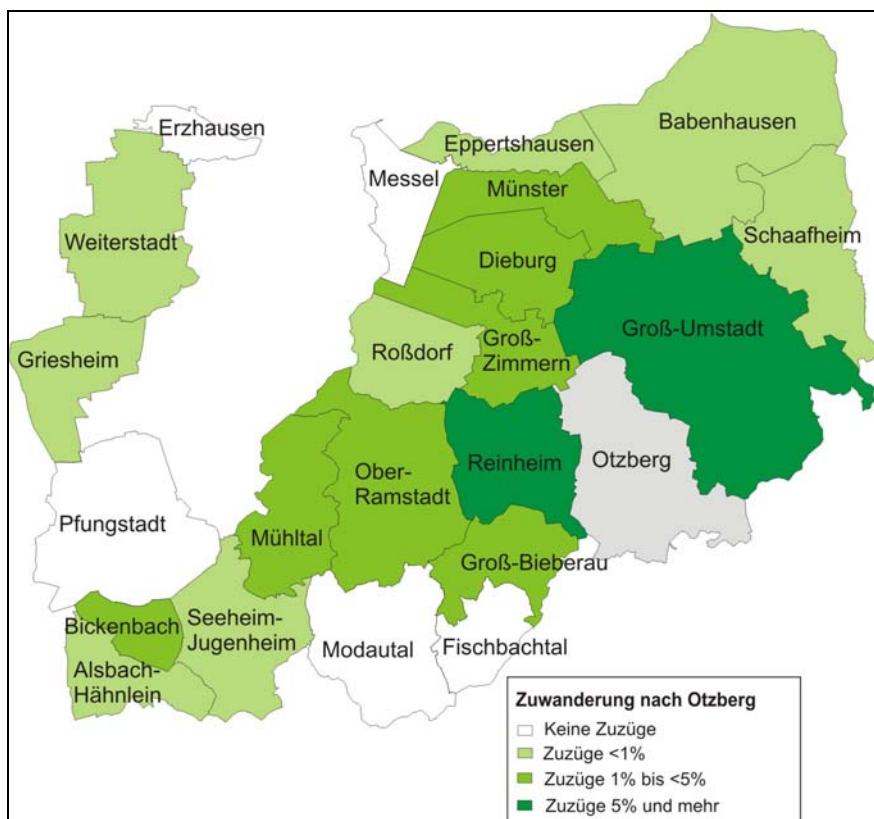 Erzhausen
Babenhausen
Eppertshausen
Messel
Münster
Weiterstadt
Schaafheim
Dieburg
Groß-Umstadt
Griesheim
Roßdorf
Groß-
Zimmern
Reinheim
Otzberg
Ober-
Ramstadt
Pfungstadt
Mühltal
Groß-Bieberau
Bickenbach
Seeheim-
Jugenheim
Modautal
Fischbachtal
Alsbach-
Hähnlein
Zuwanderung nach Otzberg
Keine Zuzüge
Zuzüge <1%
Zuzüge 1% bis <5%
Zuzüge 5% und mehr